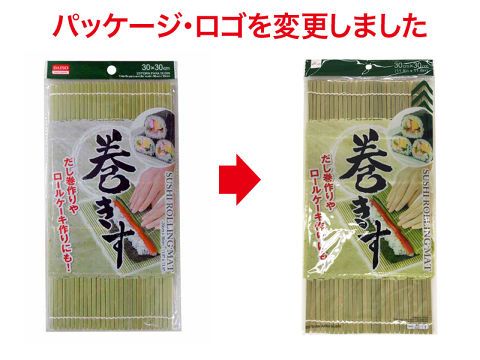 パッケージ・ロゴを変更しました
DAISO
30×30cm
巻きす
SUSHI ROLLING MAT
だし巻作りや
ロールケーキ作りにも!
30×30cm
巻きす
SUSHI ROLLING MAT
だし巻作りや
ロールケーキ作りにも!